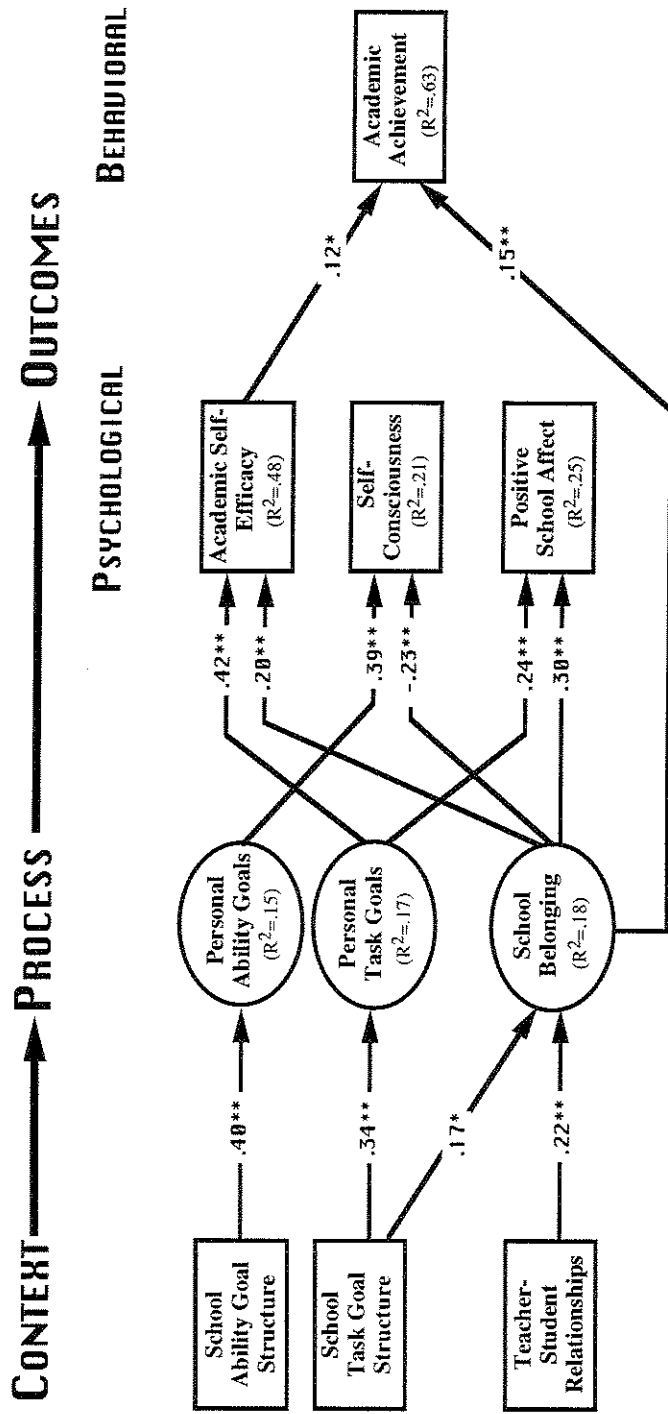 CONTEXT
PROCESS
OUTCOMES
PSYCHOLOGICAL
BEHAVIORAL
School
Ability Goal
Structure
School
Task Goal
Structure
Teacher-
Student
Relationships
.40**
.34**
.17*
.22**
Personal
Ability Goals
(R²=.15)
Personal
Task Goals
(R²=.17)
School
Belonging
(R²=.18)
.42**
.20**
.39**
-.23**
.24**
.30**
Academic Self-
Efficacy
(R²=.48)
Self-
Consciousness
(R²=.21)
Positive
School Affect
(R²=.25)
.12*
.15**
Academic
Achievement
(R²=.63)